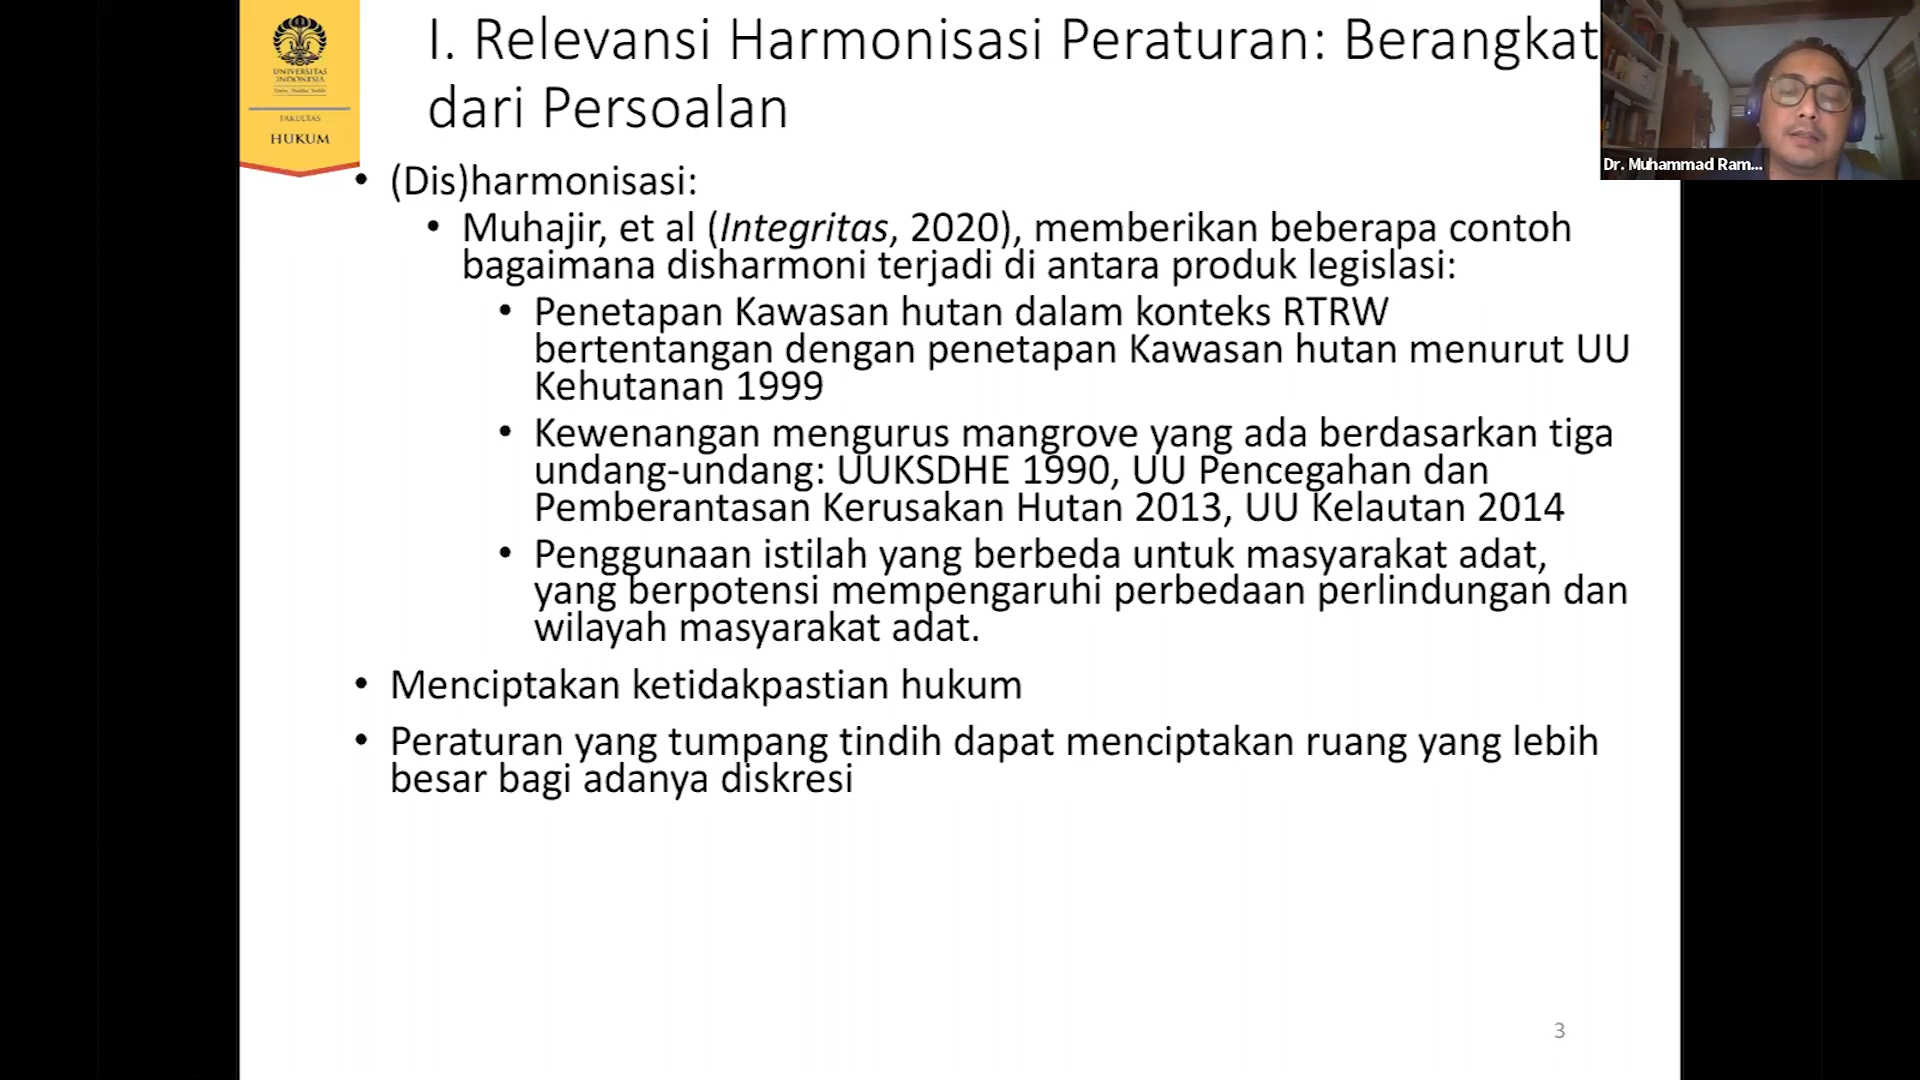 I. Relevansi Harmonisasi Peraturan: Berangkat
dari Persoalan
UNIVERSITAS
INDONESIA
FAKULTAS
HUKUM
Dr. Muhammad Ram...
• (Dis)harmonisasi:
• Muhajir, et al (Integritas, 2020), memberikan beberapa contoh
bagaimana disharmoni terjadi di antara produk legislasi:
• Penetapan Kawasan hutan dalam konteks RTRW
bertentangan dengan penetapan Kawasan hutan menurut UU
Kehutanan 1999
• Kewenangan mengurus mangrove yang ada berdasarkan tiga
undang-undang: UUKSDHE 1990, UU Pencegahan dan
Pemberantasan Kerusakan Hutan 2013, UU Kelautan 2014
• Penggunaan istilah yang berbeda untuk masyarakat adat,
yang berpotensi mempengaruhi perbedaan perlindungan dan
wilayah masyarakat adat.
• Menciptakan ketidakpastian hukum
• Peraturan yang tumpang tindih dapat menciptakan ruang yang lebih
besar bagi adanya diskresi
3